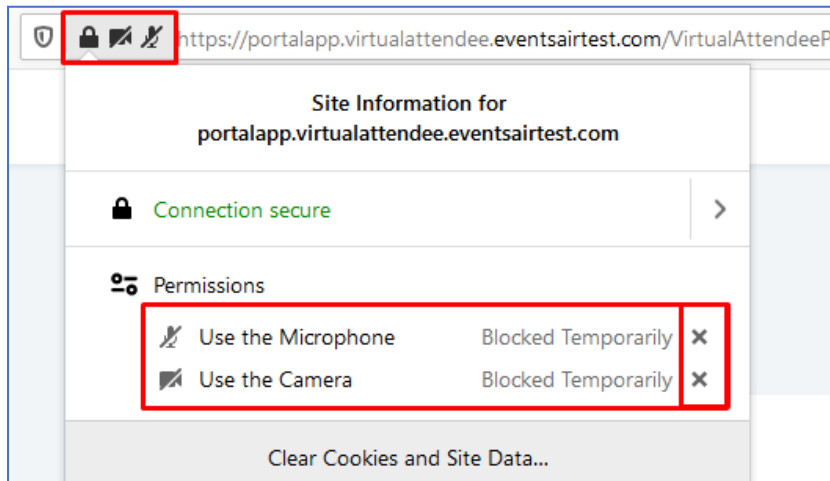 https://portalapp.virtualattendee.eventsairtest.com/VirtualAttendeeP
Site Information for
portalapp.virtualattendee.eventsairtest.com
Connection secure
Permissions
Use the Microphone Blocked Temporarily
Use the Camera Blocked Temporarily
Clear Cookies and Site Data...